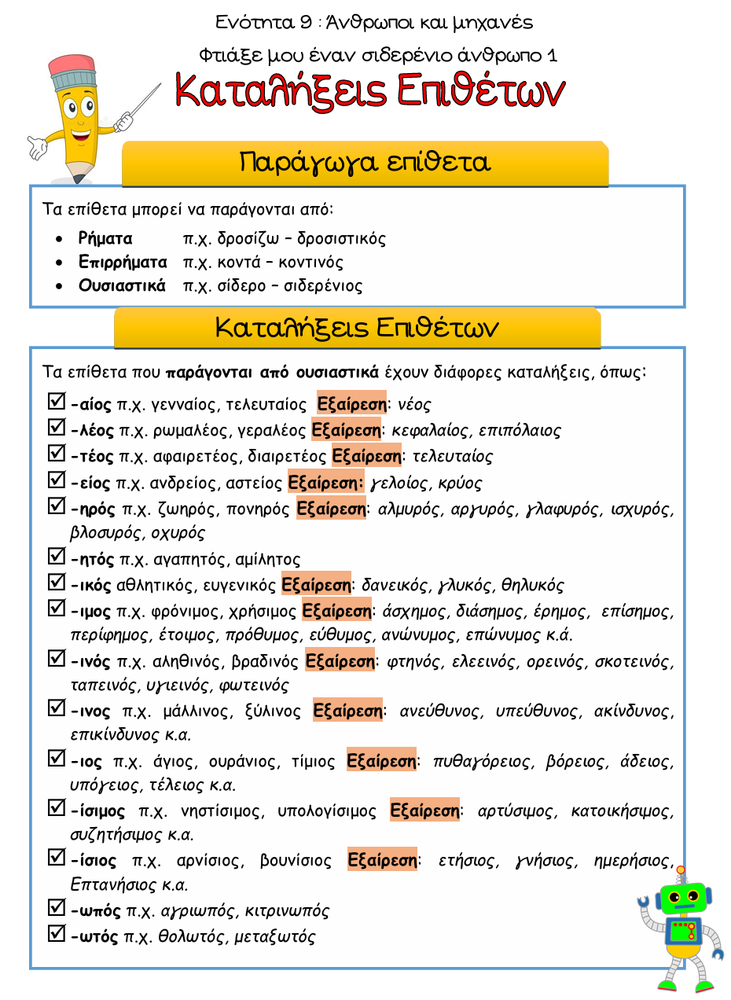 Ενότητα 9 : Άνθρωποι και μηχανές
Φτιάξε μου έναν σιδερένιο άνθρωπο 1
Καταλήξεις Επιθέτων
Παράγωγα επίθετα
Τα επίθετα μπορεί να παράγονται από:
• Ρήματα π.χ. δροσίζω – δροσιστικός
• Επιρρήματα π.χ. κοντά – κοντινός
• Ουσιαστικά π.χ. σίδερο – σιδερένιος
Καταλήξεις Επιθέτων
Τα επίθετα που παράγονται από ουσιαστικά έχουν διάφορες καταλήξεις, όπως:
☑ -αίος π.χ. γενναίος, τελευταίος Εξαίρεση: νέος
☑ -λέος π.χ. ρωμαλέος, γεραλέος Εξαίρεση: κεφαλαίος, επιπόλαιος
☑ -τέος π.χ. αφαιρετέος, διαιρετέος Εξαίρεση: τελευταίος
☑ -είος π.χ. ανδρείος, αστείος Εξαίρεση: γελοίος, κρύος
☑ -ηρός π.χ. ζωηρός, πονηρός Εξαίρεση: αλμυρός, αργυρός, γλαφυρός, ισχυρός,
βλοσυρός, οχυρός
☑ -ητός π.χ. αγαπητός, αμίλητος
☑ -ικός αθλητικός, ευγενικός Εξαίρεση: δανεικός, γλυκός, θηλυκός
☑ -ιμος π.χ. φρόνιμος, χρήσιμος Εξαίρεση: άσχημος, διάσημος, έρημος, επίσημος,
περίφημος, έτοιμος, πρόθυμος, εύθυμος, ανώνυμος, επώνυμος κ.ά.
☑ -ινός π.χ. αληθινός, βραδινός Εξαίρεση: φτηνός, ελεεινός, ορεινός, σκοτεινός,
ταπεινός, υγιεινός, φωτεινός
☑ -ινος π.χ. μάλλινος, ξύλινος Εξαίρεση: ανεύθυνος, υπεύθυνος, ακίνδυνος,
επικίνδυνος κ.α.
☑ -ιος π.χ. άγιος, ουράνιος, τίμιος Εξαίρεση: πυθαγόρειος, βόρειος, άδειος,
υπόγειος, τέλειος κ.α.
☑ -ίσιμος π.χ. νηστίσιμος, υπολογίσιμος Εξαίρεση: αρτύσιμος, κατοικήσιμος,
συζητήσιμος κ.α.
☑ -ίσιος π.χ. αρνίσιος, βουνίσιος Εξαίρεση: ετήσιος, γνήσιος, ημερήσιος,
Επτανήσιος κ.α.
☑ -ωπός π.χ. αγριωπός, κιτρινωπός
☑ -ωτός π.χ. θολωτός, μεταξωτός